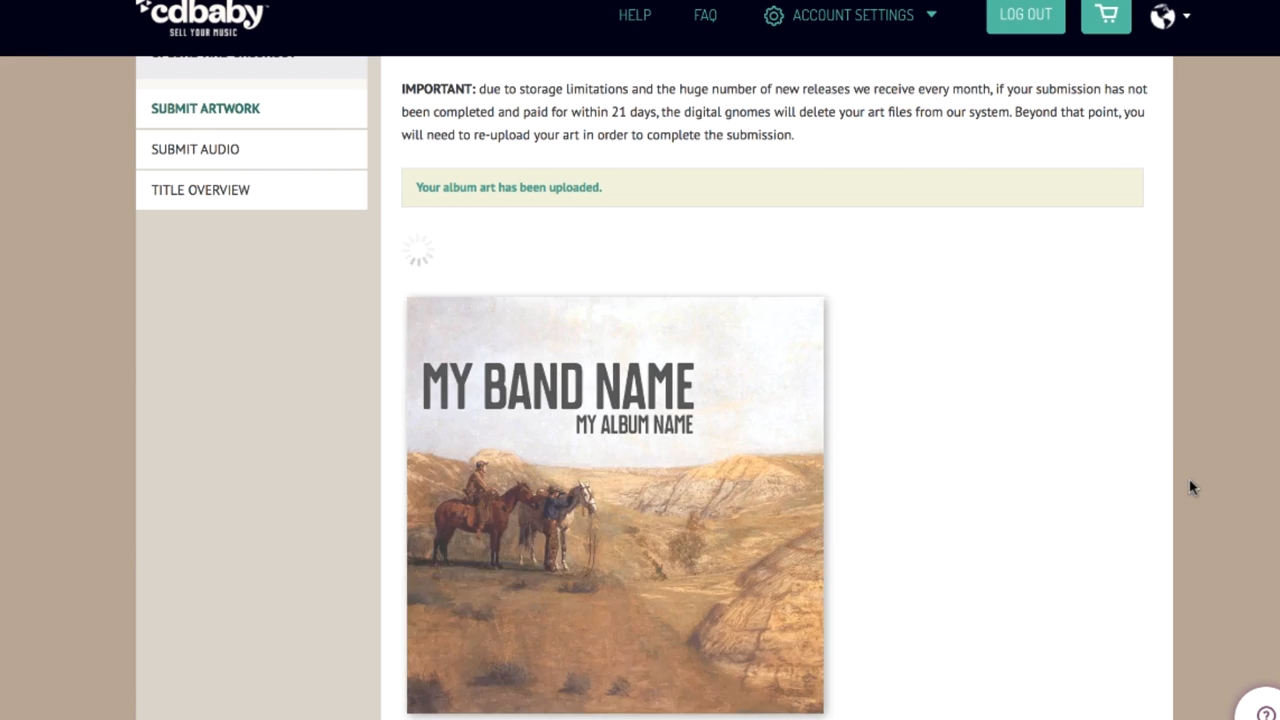 cdbaby
SELL YOUR MUSIC
HELP
FAQ
ACCOUNT SETTINGS
LOG OUT
SUBMIT ARTWORK
SUBMIT AUDIO
TITLE OVERVIEW
IMPORTANT: due to storage limitations and the huge number of new releases we receive every month, if your submission has not
been completed and paid for within 21 days, the digital gnomes will delete your art files from our system. Beyond that point, you
will need to re-upload your art in order to complete the submission.
Your album art has been uploaded.
MY BAND NAME
MY ALBUM NAME